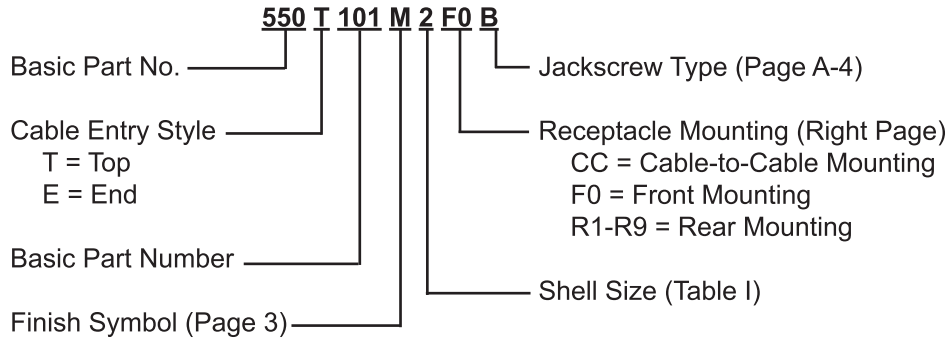 550 T 101 M 2 F0 B
Basic Part No.
Cable Entry Style
T = Top
E = End
Basic Part Number
Finish Symbol (Page 3)
Jackscrew Type (Page A-4)
Receptacle Mounting (Right Page)
CC = Cable-to-Cable Mounting
F0 = Front Mounting
R1-R9 = Rear Mounting
Shell Size (Table I)